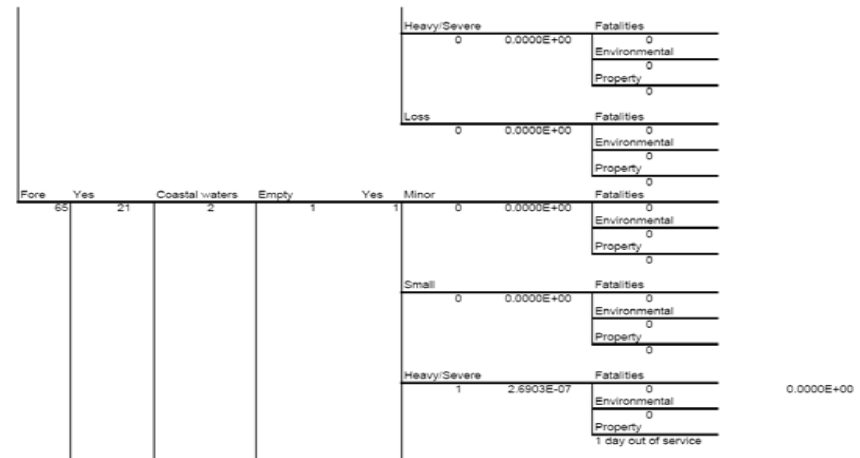 Heavy/Severe Fatalities
0 0.0000E+00 0
Environmental
0
Property
0
Loss Fatalities
0 0.0000E+00 0
Environmental
0
Property
0
Fore Yes Coastal waters Empty Yes Minor Fatalities
65 21 2 1 1 0 0.0000E+00 0
Environmental
0
Property
0
Small Fatalities
0 0.0000E+00 0
Environmental
0
Property
0
Heavy/Severe Fatalities
1 2.6903E-07 0 0.0000E+00
Environmental
0
Property
1 day out of service